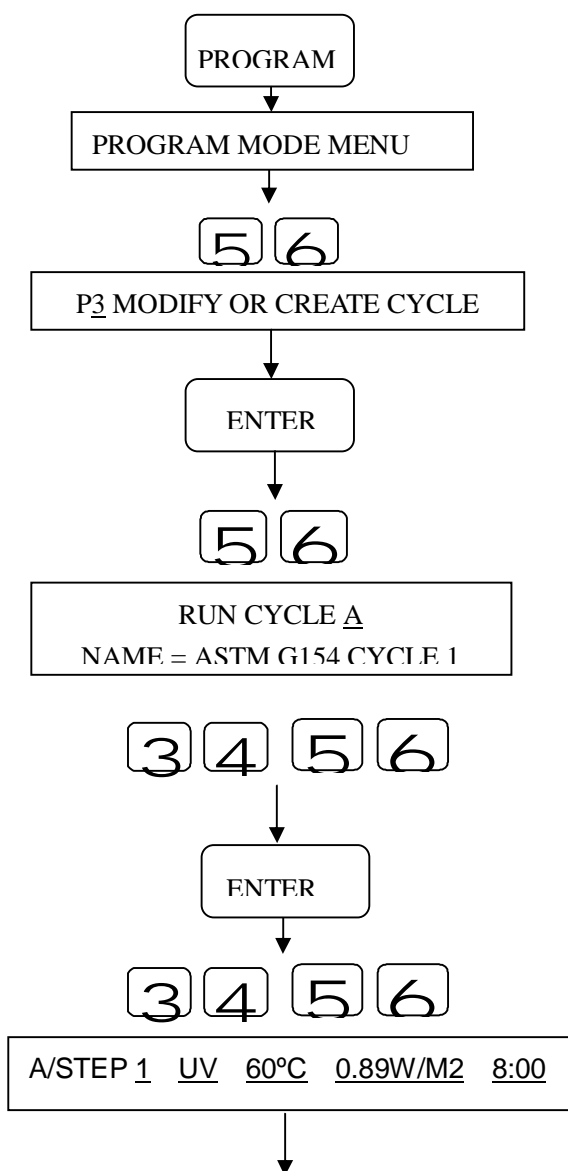 PROGRAM
PROGRAM MODE MENU
5 6
P3 MODIFY OR CREATE CYCLE
ENTER
5 6
RUN CYCLE A
NAME = ASTM G154 CYCLE 1
3 4 5 6
ENTER
3 4 5 6
A/STEP 1 UV 60ºC 0.89W/M2 8:00